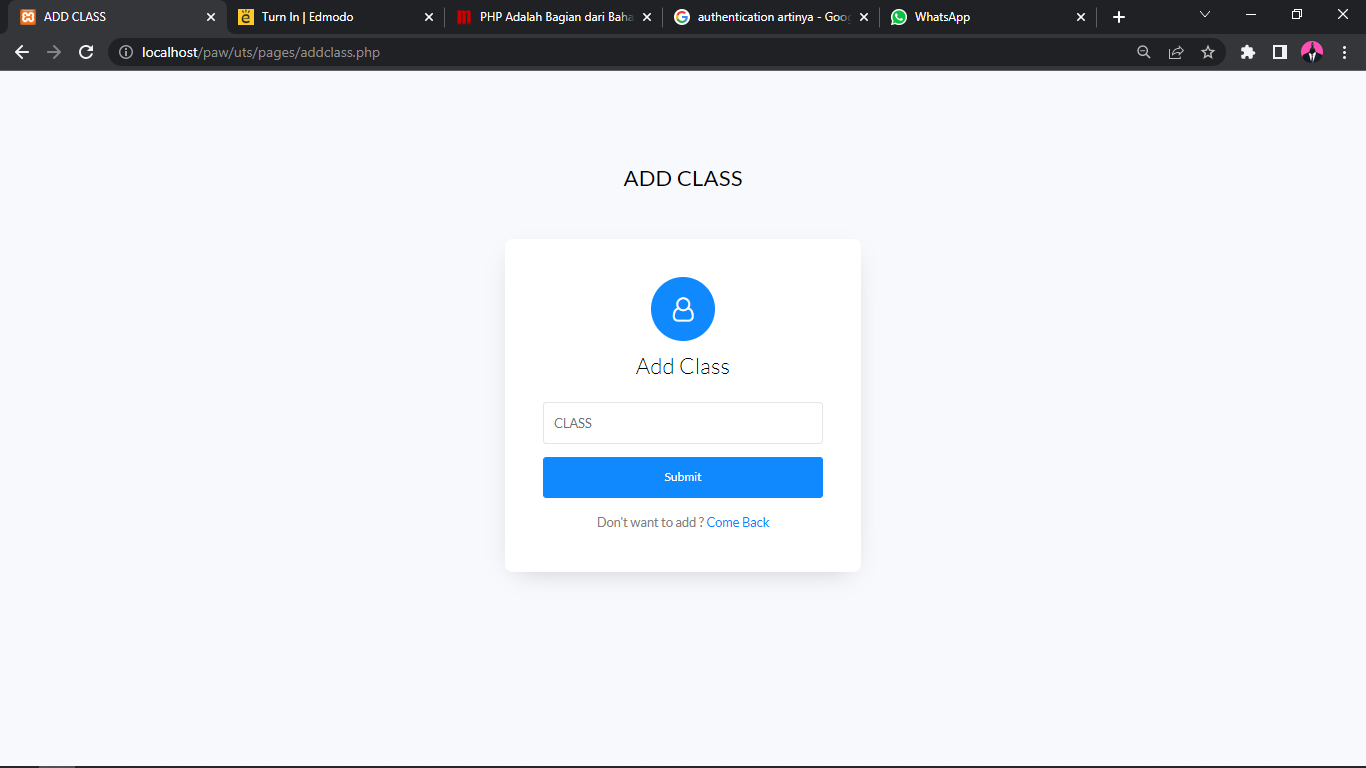 ADD CLASS
Turn In | Edmodo
PHP Adalah Bagian dari Baha
authentication artinya - Goog
WhatsApp
localhost/paw/uts/pages/addclass.php
ADD CLASS
Add Class
CLASS
Submit
Don't want to add ? Come Back